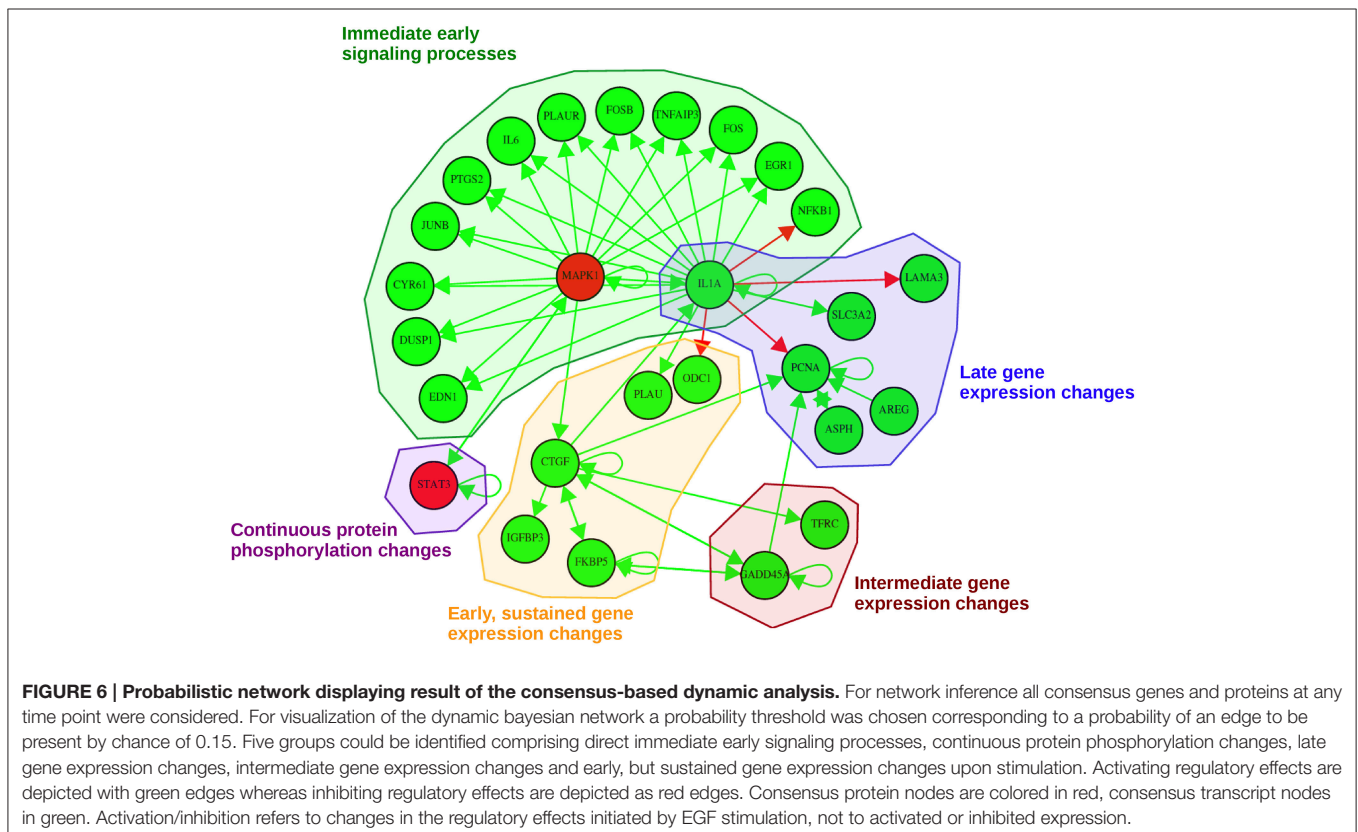 Immediate early
signaling processes
FOSB
TNFAIP3
PLAUR
FOS
IL6
EGR1
PTGS2
NFKB1
JUNB
MAPK1
IL1A
LAMA3
CYR61
SLC3A2
DUSP1
PCNA
ODC1
PLAU
EDN1
AREG
ASPH
Late gene
expression changes
CTGF
STAT3
Continuous protein
phosphorylation changes
IGFBP3
FKBP5
TFRC
GADD45A
Intermediate gene
expression changes
Early, sustained gene
expression changes
FIGURE 6 | Probabilistic network displaying result of the consensus-based dynamic analysis. For network inference all consensus genes and proteins at any
time point were considered. For visualization of the dynamic bayesian network a probability threshold was chosen corresponding to a probability of an edge to be
present by chance of 0.15. Five groups could be identified comprising direct immediate early signaling processes, continuous protein phosphorylation changes, late
gene expression changes, intermediate gene expression changes and early, but sustained gene expression changes upon stimulation. Activating regulatory effects are
depicted with green edges whereas inhibiting regulatory effects are depicted as red edges. Consensus protein nodes are colored in red, consensus transcript nodes
in green. Activation/inhibition refers to changes in the regulatory effects initiated by EGF stimulation, not to activated or inhibited expression.